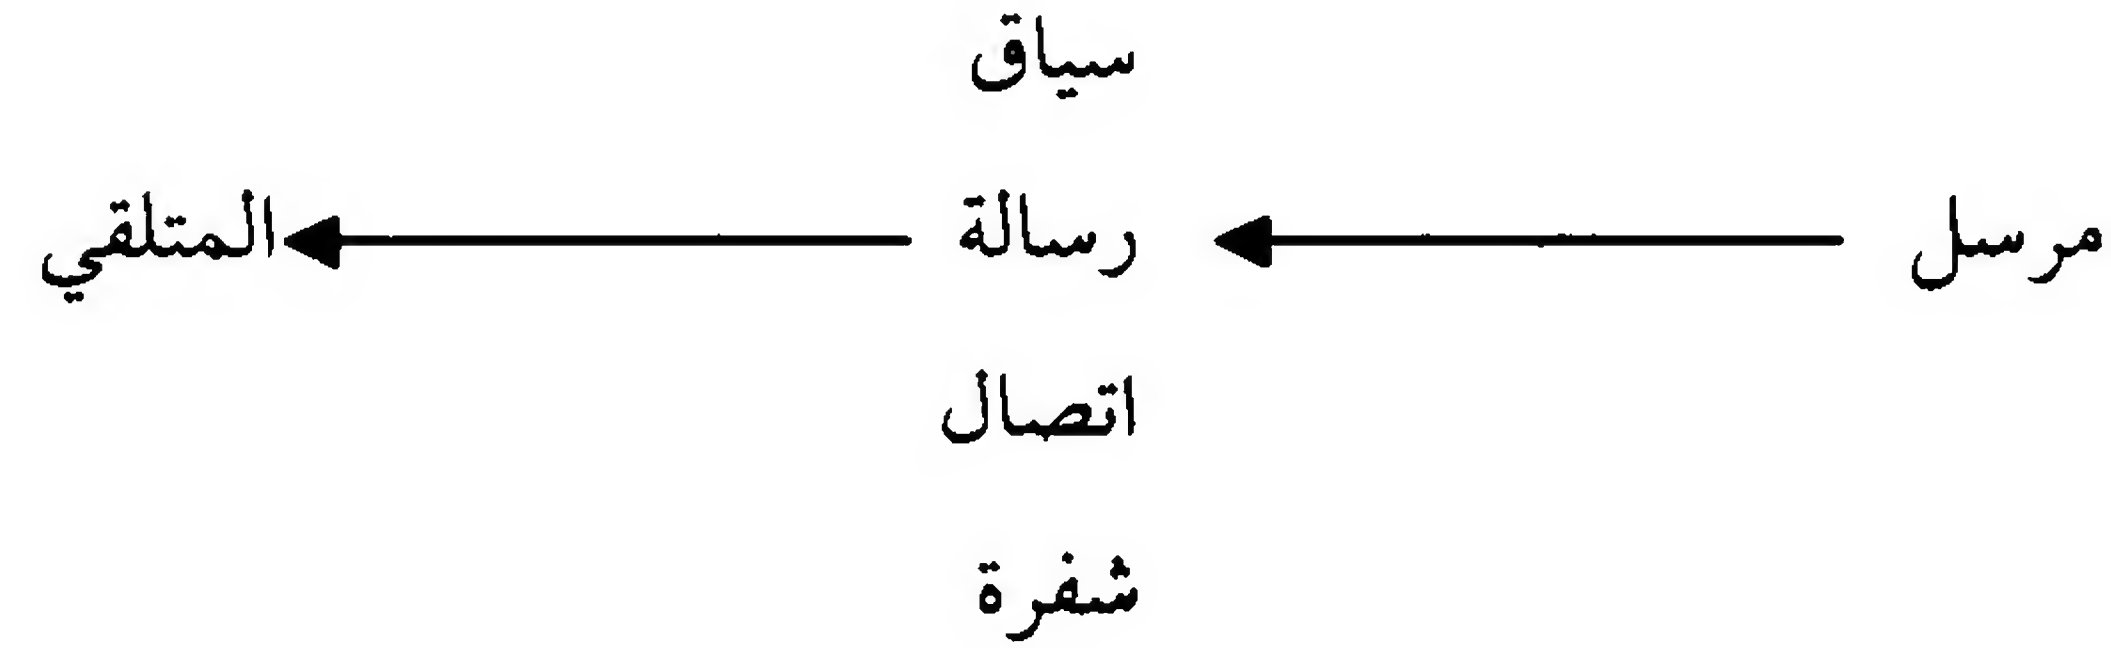 سياق
مرسل رسالة المتلقي
اتصال
شفرة